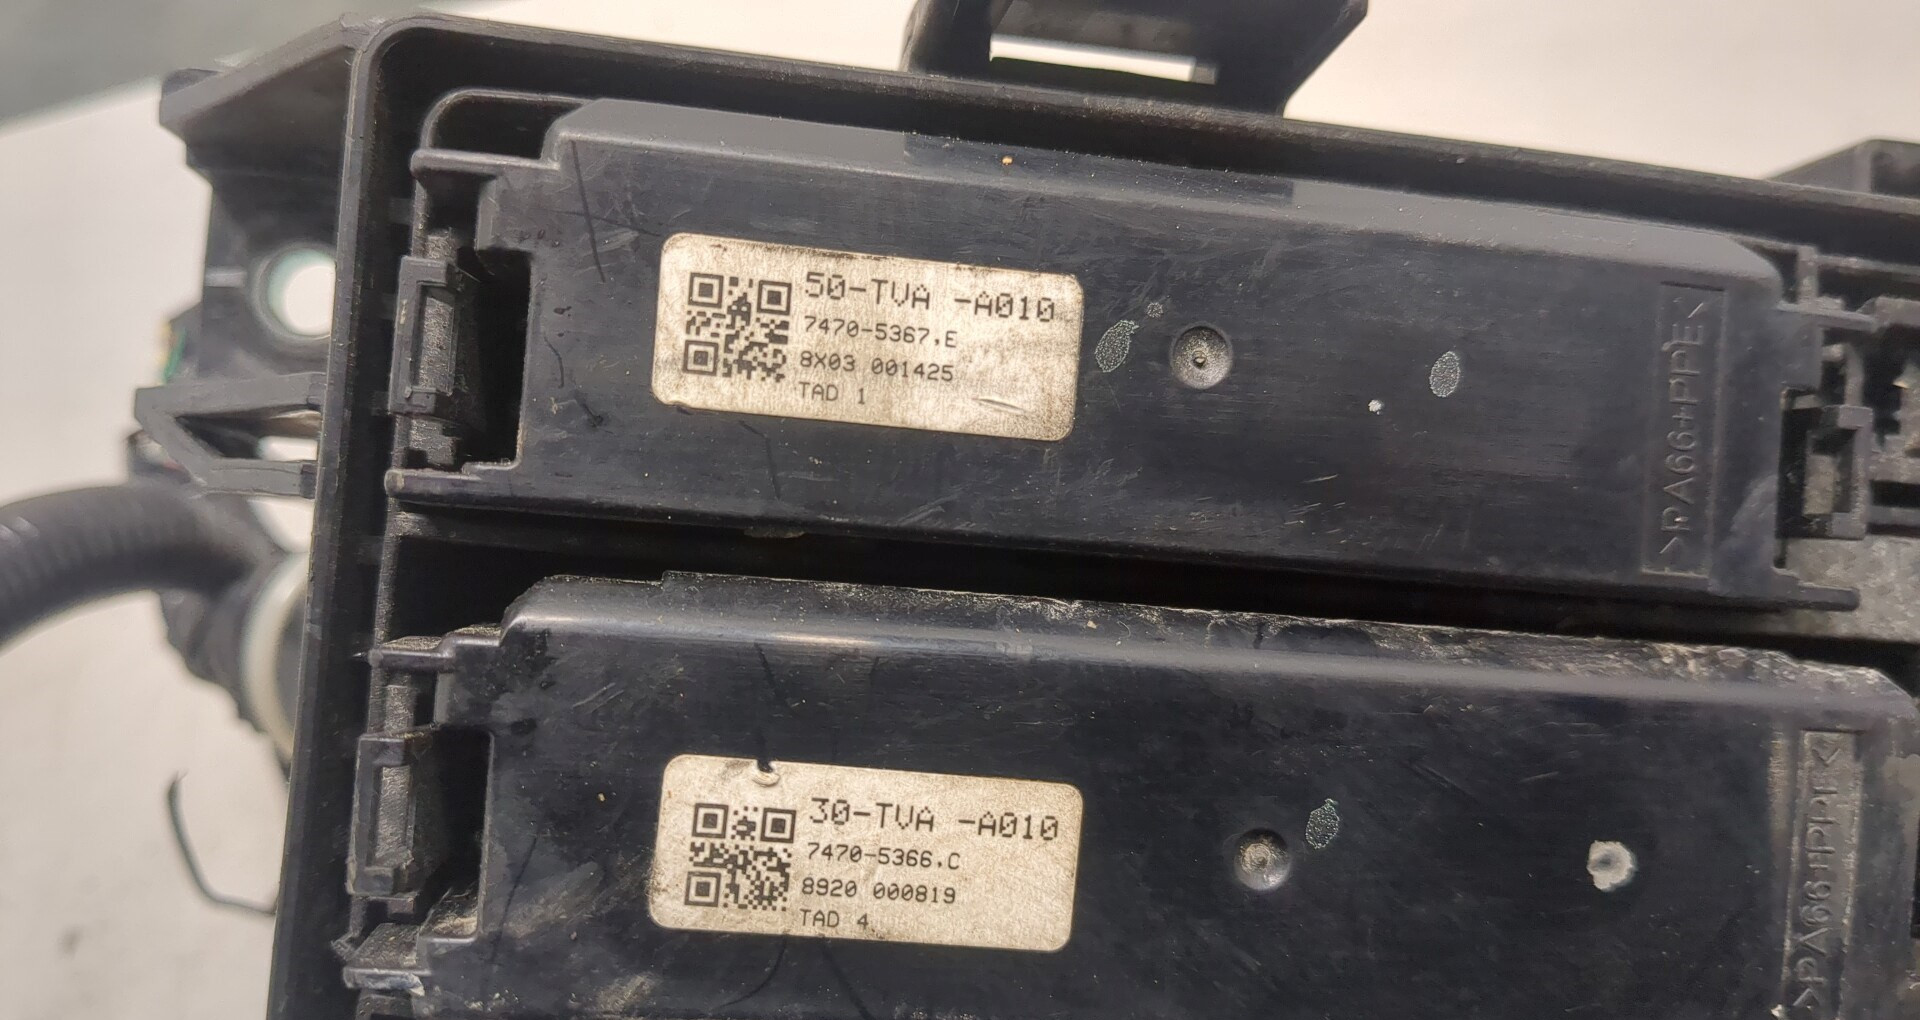 50-TVA -A010
7470-5367.E
8X03 001425
TAD 1
>PA66+PPE<
30-TVA -A010
7470-5366.C
8920 000819
TAD 4
>PA66+PPE<